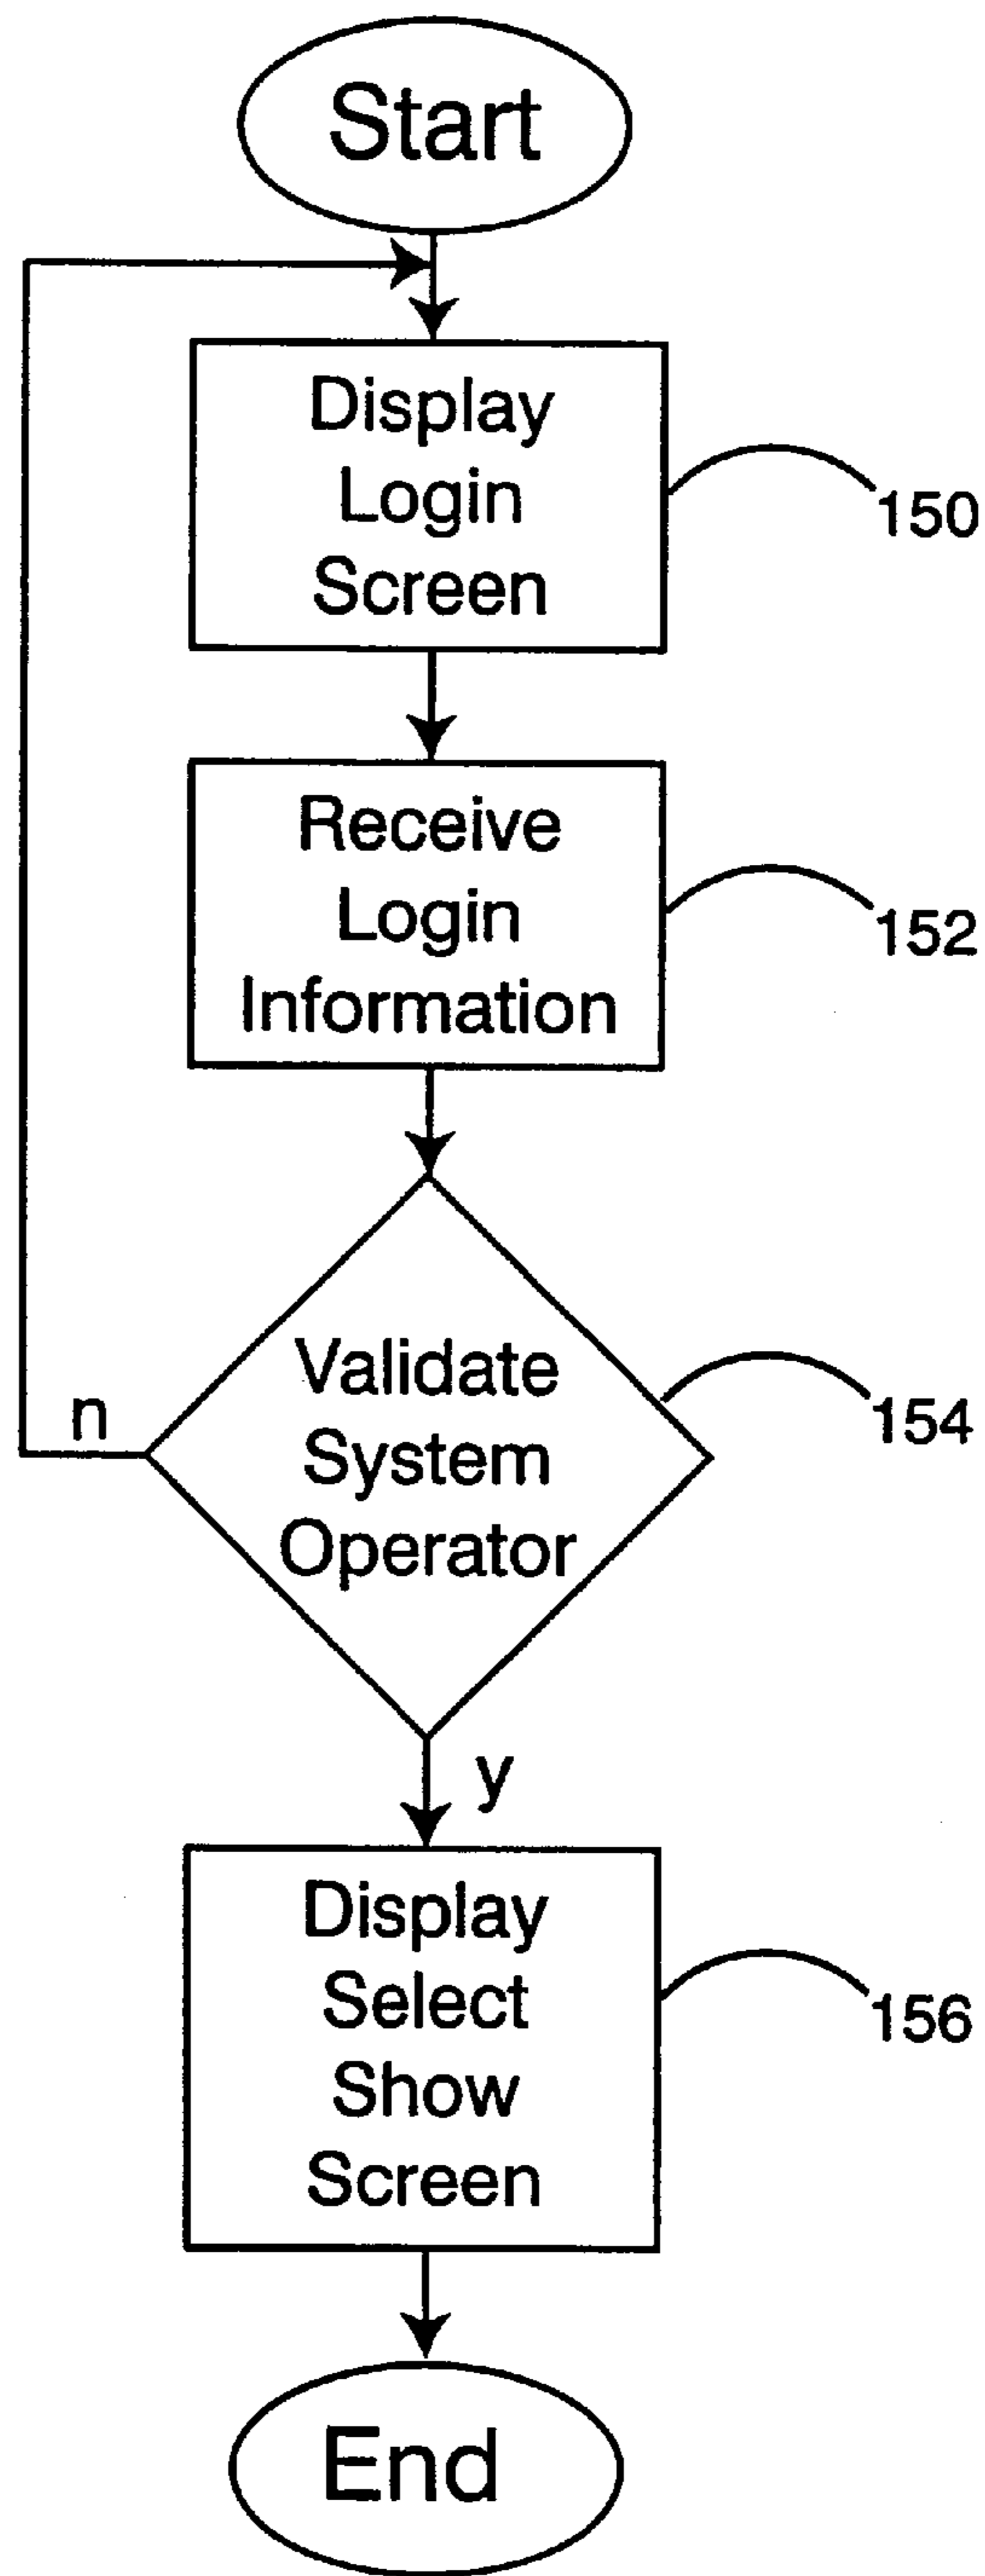 Start
Display
Login
Screen
150
Receive
Login
Information
152
Validate
System
Operator
154
n
y
Display
Select
Show
Screen
156
End